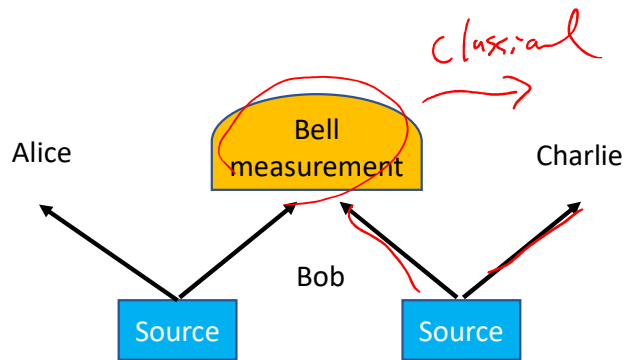 classical
Bell
measurement
Alice
Charlie
Bob
Source
Source